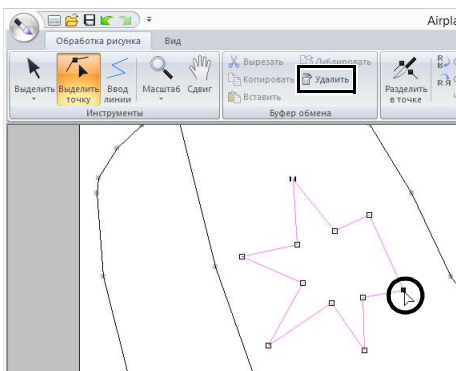 Airpla
Обработка рисунка Вид
Вырезать Дублировать
Копировать Удалить
Вставить
Выделить Выделить точку Ввод линии Масштаб Сдвиг Разделить в точке
Инструменты Буфер обмена